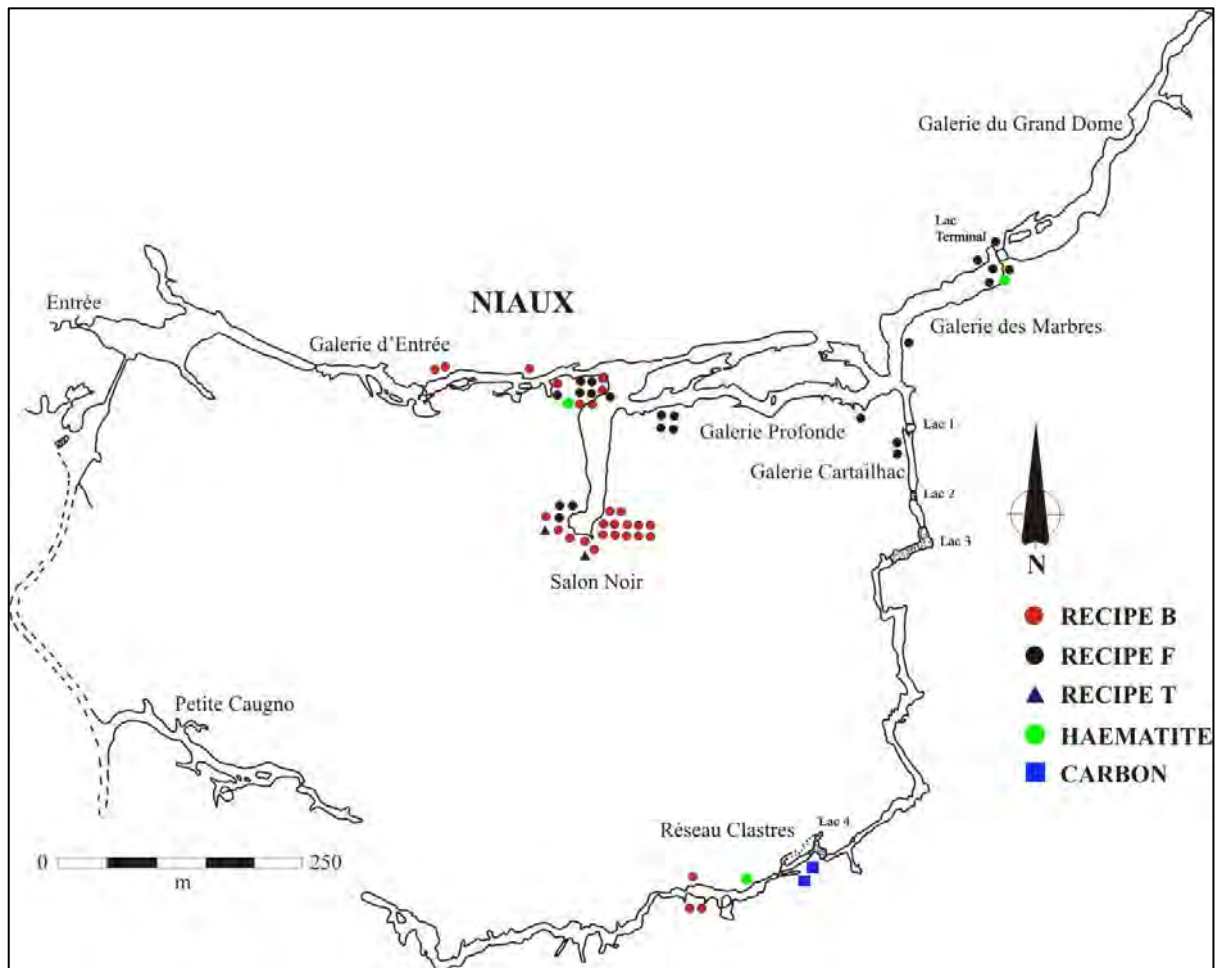 Galerie du Grand Dome
Lac
Terminal
Entrée
NIAUX
Galerie d'Entrée
Galerie des Marbres
Galerie Profonde
Lac 1
Galerie Cartailhac
Lac 2
Lac 3
Salon Noir
N
RECIPE B
RECIPE F
RECIPE T
HAEMATITE
CARBON
Petite Caugno
Réseau Clastres
Lac 4
0 250
m